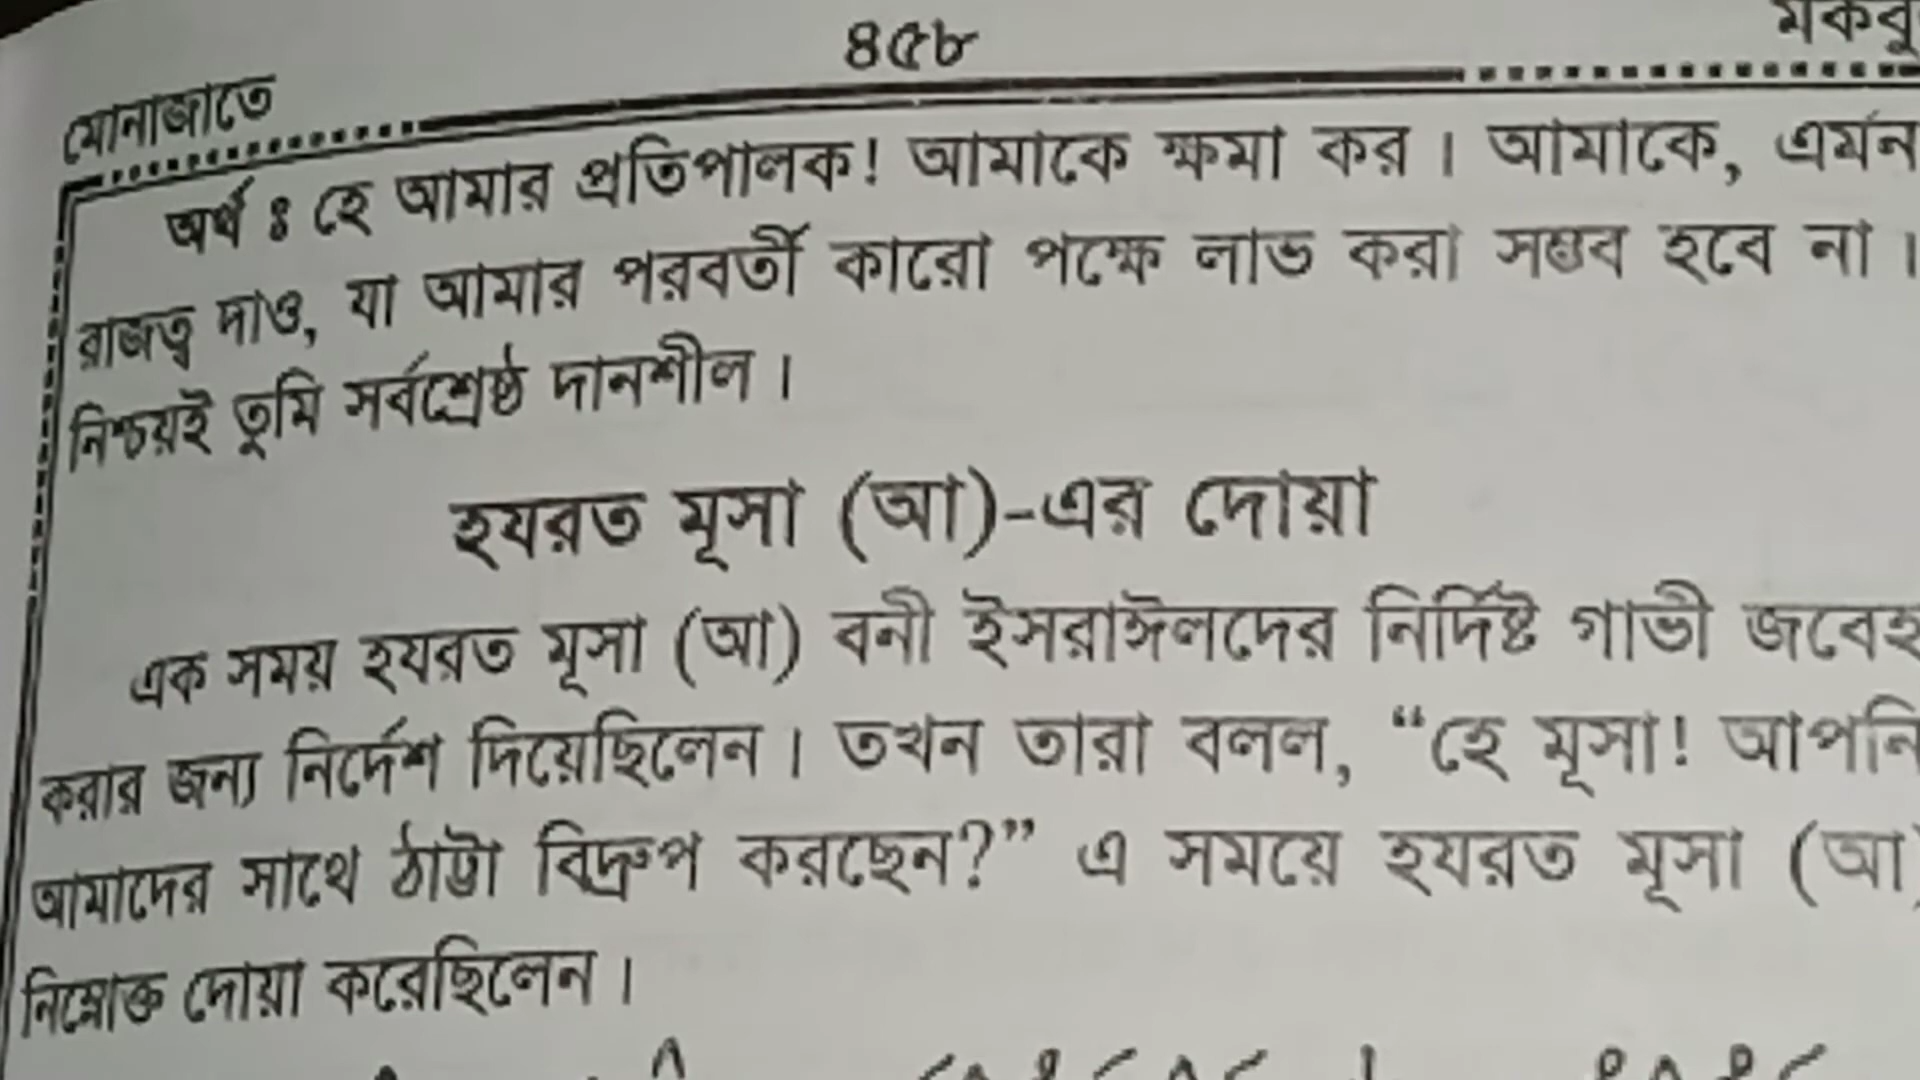 ৪৫৮
মোনাজাতে
অর্থ ঃ হে আমার প্রতিপালক! আমাকে ক্ষমা কর। আমাকে, এমন
রাজত্ব দাও, যা আমার পরবর্তী কারো পক্ষে লাভ করা সম্ভব হবে না।
নিশ্চয়ই তুমি সর্বশ্রেষ্ঠ দানশীল।
হযরত মূসা (আ)-এর দোয়া
এক সময় হযরত মূসা (আ) বনী ইসরাঈলদের নির্দিষ্ট গাভী জবেহ
করার জন্য নির্দেশ দিয়েছিলেন। তখন তারা বলল, “হে মূসা! আপনি
আমাদের সাথে ঠাট্টা বিদ্রুপ করছেন?” এ সময়ে হযরত মূসা (আ)
নিম্নোক্ত দোয়া করেছিলেন।